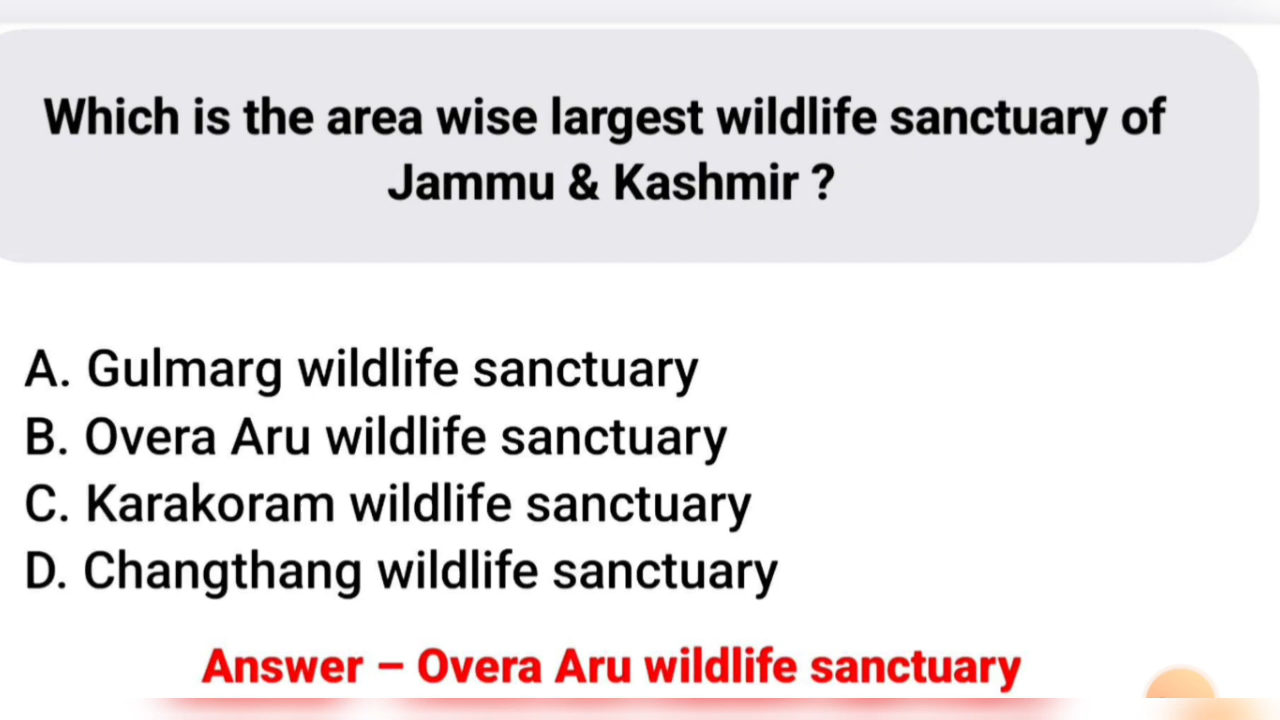 Which is the area wise largest wildlife sanctuary of
Jammu & Kashmir ?
A. Gulmarg wildlife sanctuary
B. Overa Aru wildlife sanctuary
C. Karakoram wildlife sanctuary
D. Changthang wildlife sanctuary
Answer – Overa Aru wildlife sanctuary